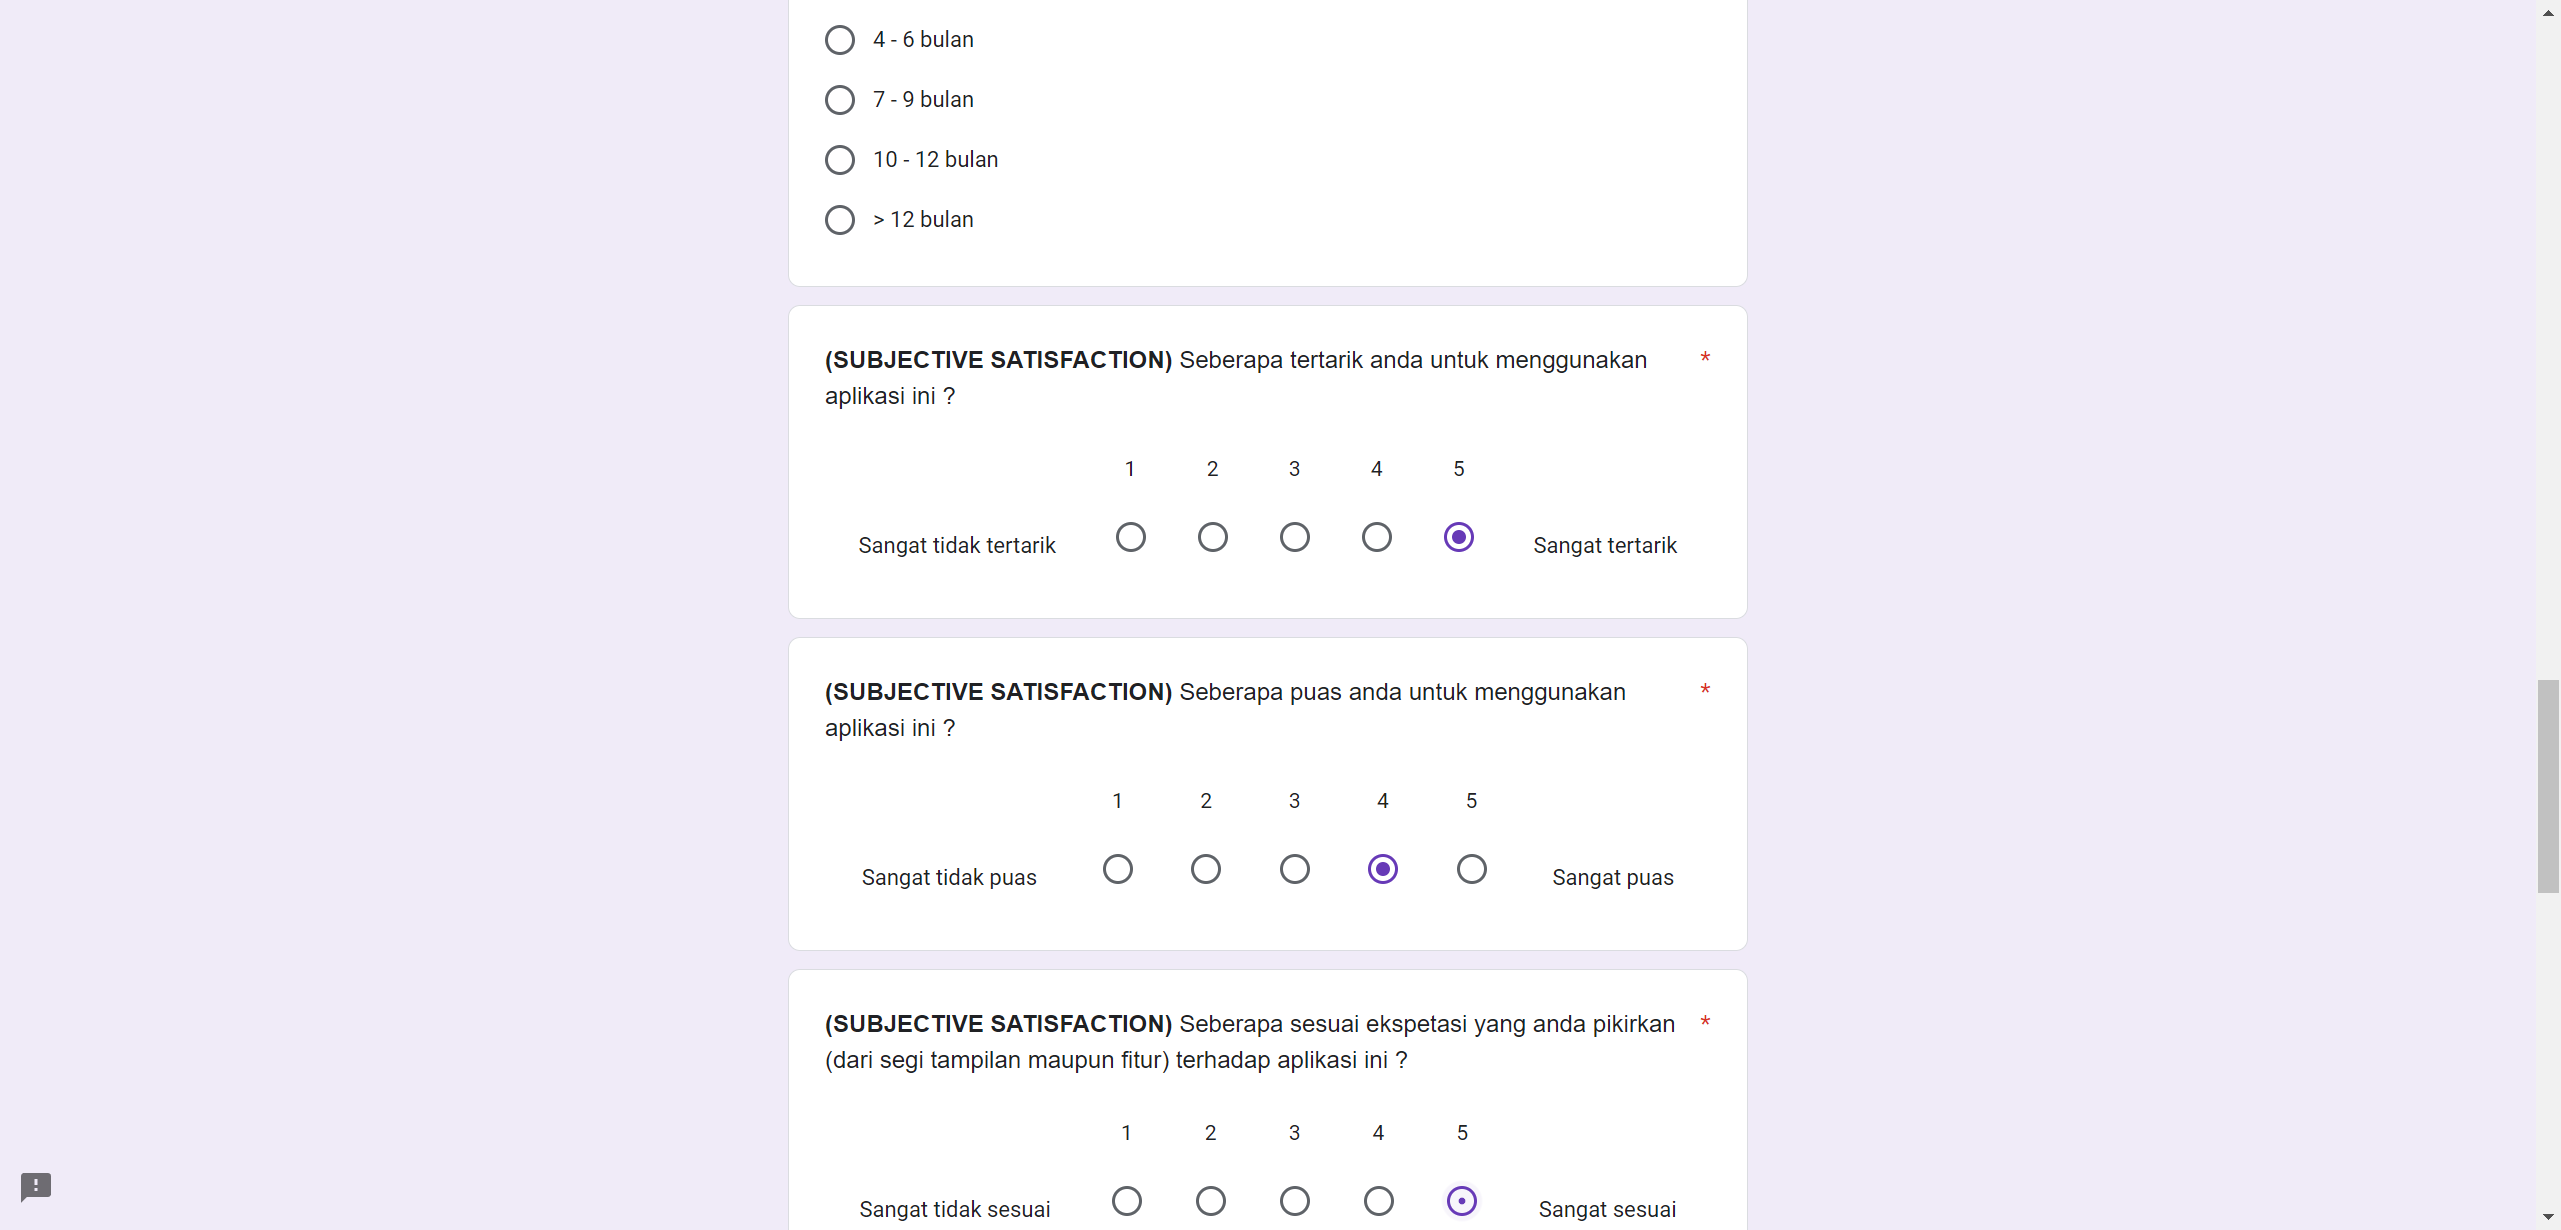 4 - 6 bulan
7 - 9 bulan
10 - 12 bulan
> 12 bulan
(SUBJECTIVE SATISFACTION) Seberapa tertarik anda untuk menggunakan *
aplikasi ini ?
1 2 3 4 5
Sangat tidak tertarik Sangat tertarik
(SUBJECTIVE SATISFACTION) Seberapa puas anda untuk menggunakan *
aplikasi ini ?
1 2 3 4 5
Sangat tidak puas Sangat puas
(SUBJECTIVE SATISFACTION) Seberapa sesuai ekspetasi yang anda pikirkan *
(dari segi tampilan maupun fitur) terhadap aplikasi ini ?
1 2 3 4 5
Sangat tidak sesuai Sangat sesuai